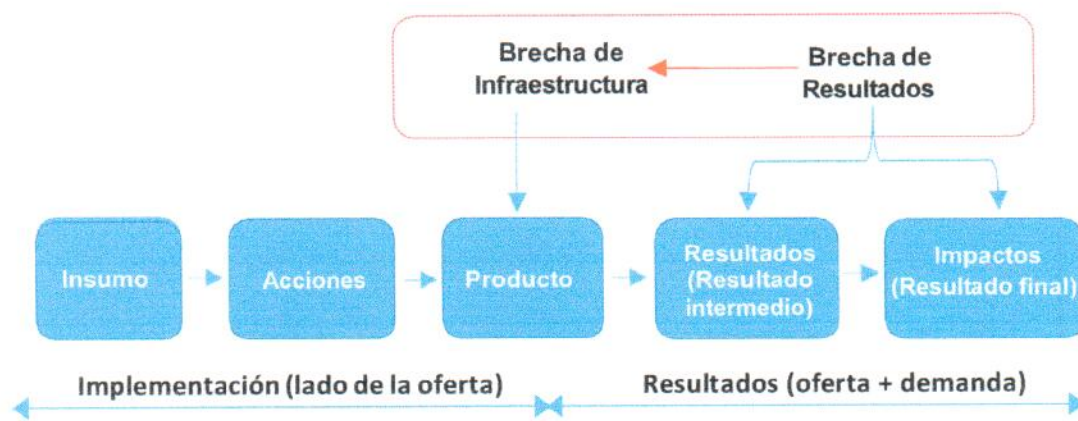 Brecha de
Infraestructura
Brecha de
Resultados
Insumo
Acciones
Producto
Resultados
(Resultado
intermedio)
Impactos
(Resultado final)
Implementación (lado de la oferta)
Resultados (oferta + demanda)